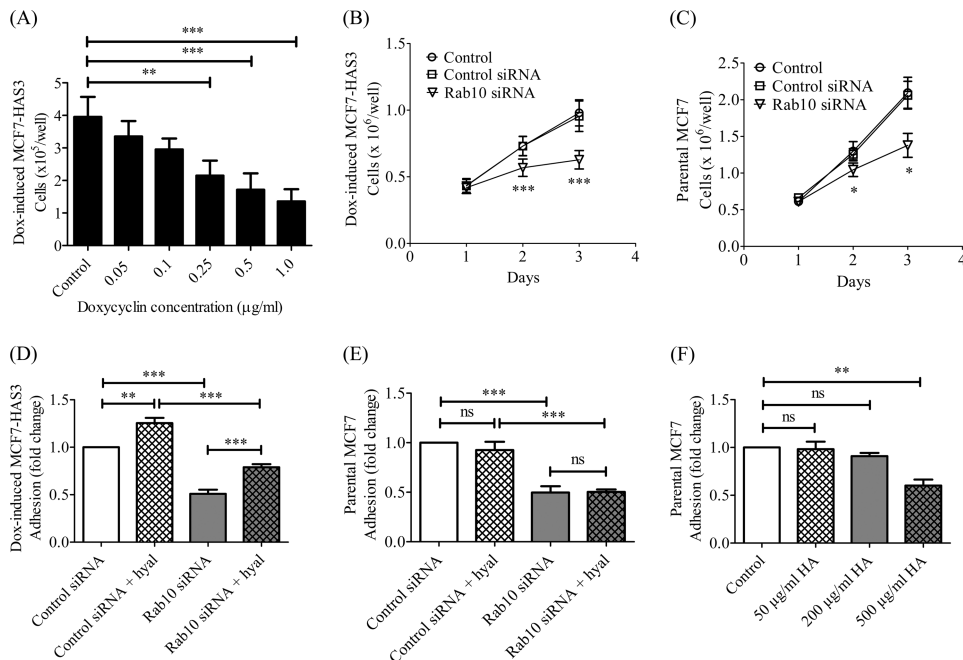 (A)
Dox-induced MCF7-HAS3
Cells (x10⁵/well)
***
***
**
5
4
3
2
1
0
Control
0.05
0.1
0.25
0.5
1.0
Doxycyclin concentration (µg/ml)
(B)
Dox-induced MCF7-HAS3
Cells (x 10⁶/well)
Control
Control siRNA
Rab10 siRNA
1.5
1.0
0.5
0.0
***
***
0 1 2 3 4
Days
(C)
Parental MCF7
Cells (x 10⁶/well)
Control
Control siRNA
Rab10 siRNA
2.5
2.0
1.5
1.0
0.5
0.0
*
*
0 1 2 3 4
Days
(D)
Dox-induced MCF7-HAS3
Adhesion (fold change)
***
** ***
***
1.5
1.0
0.5
0.0
Control siRNA
Control siRNA + hyal
Rab10 siRNA
Rab10 siRNA + hyal
(E)
Parental MCF7
Adhesion (fold change)
***
ns ***
ns
1.5
1.0
0.5
0.0
Control siRNA
Control siRNA + hyal
Rab10 siRNA
Rab10 siRNA + hyal
(F)
Parental MCF7
Adhesion (fold change)
**
ns
ns
1.5
1.0
0.5
0.0
Control
50 µg/ml HA
200 µg/ml HA
500 µg/ml HA